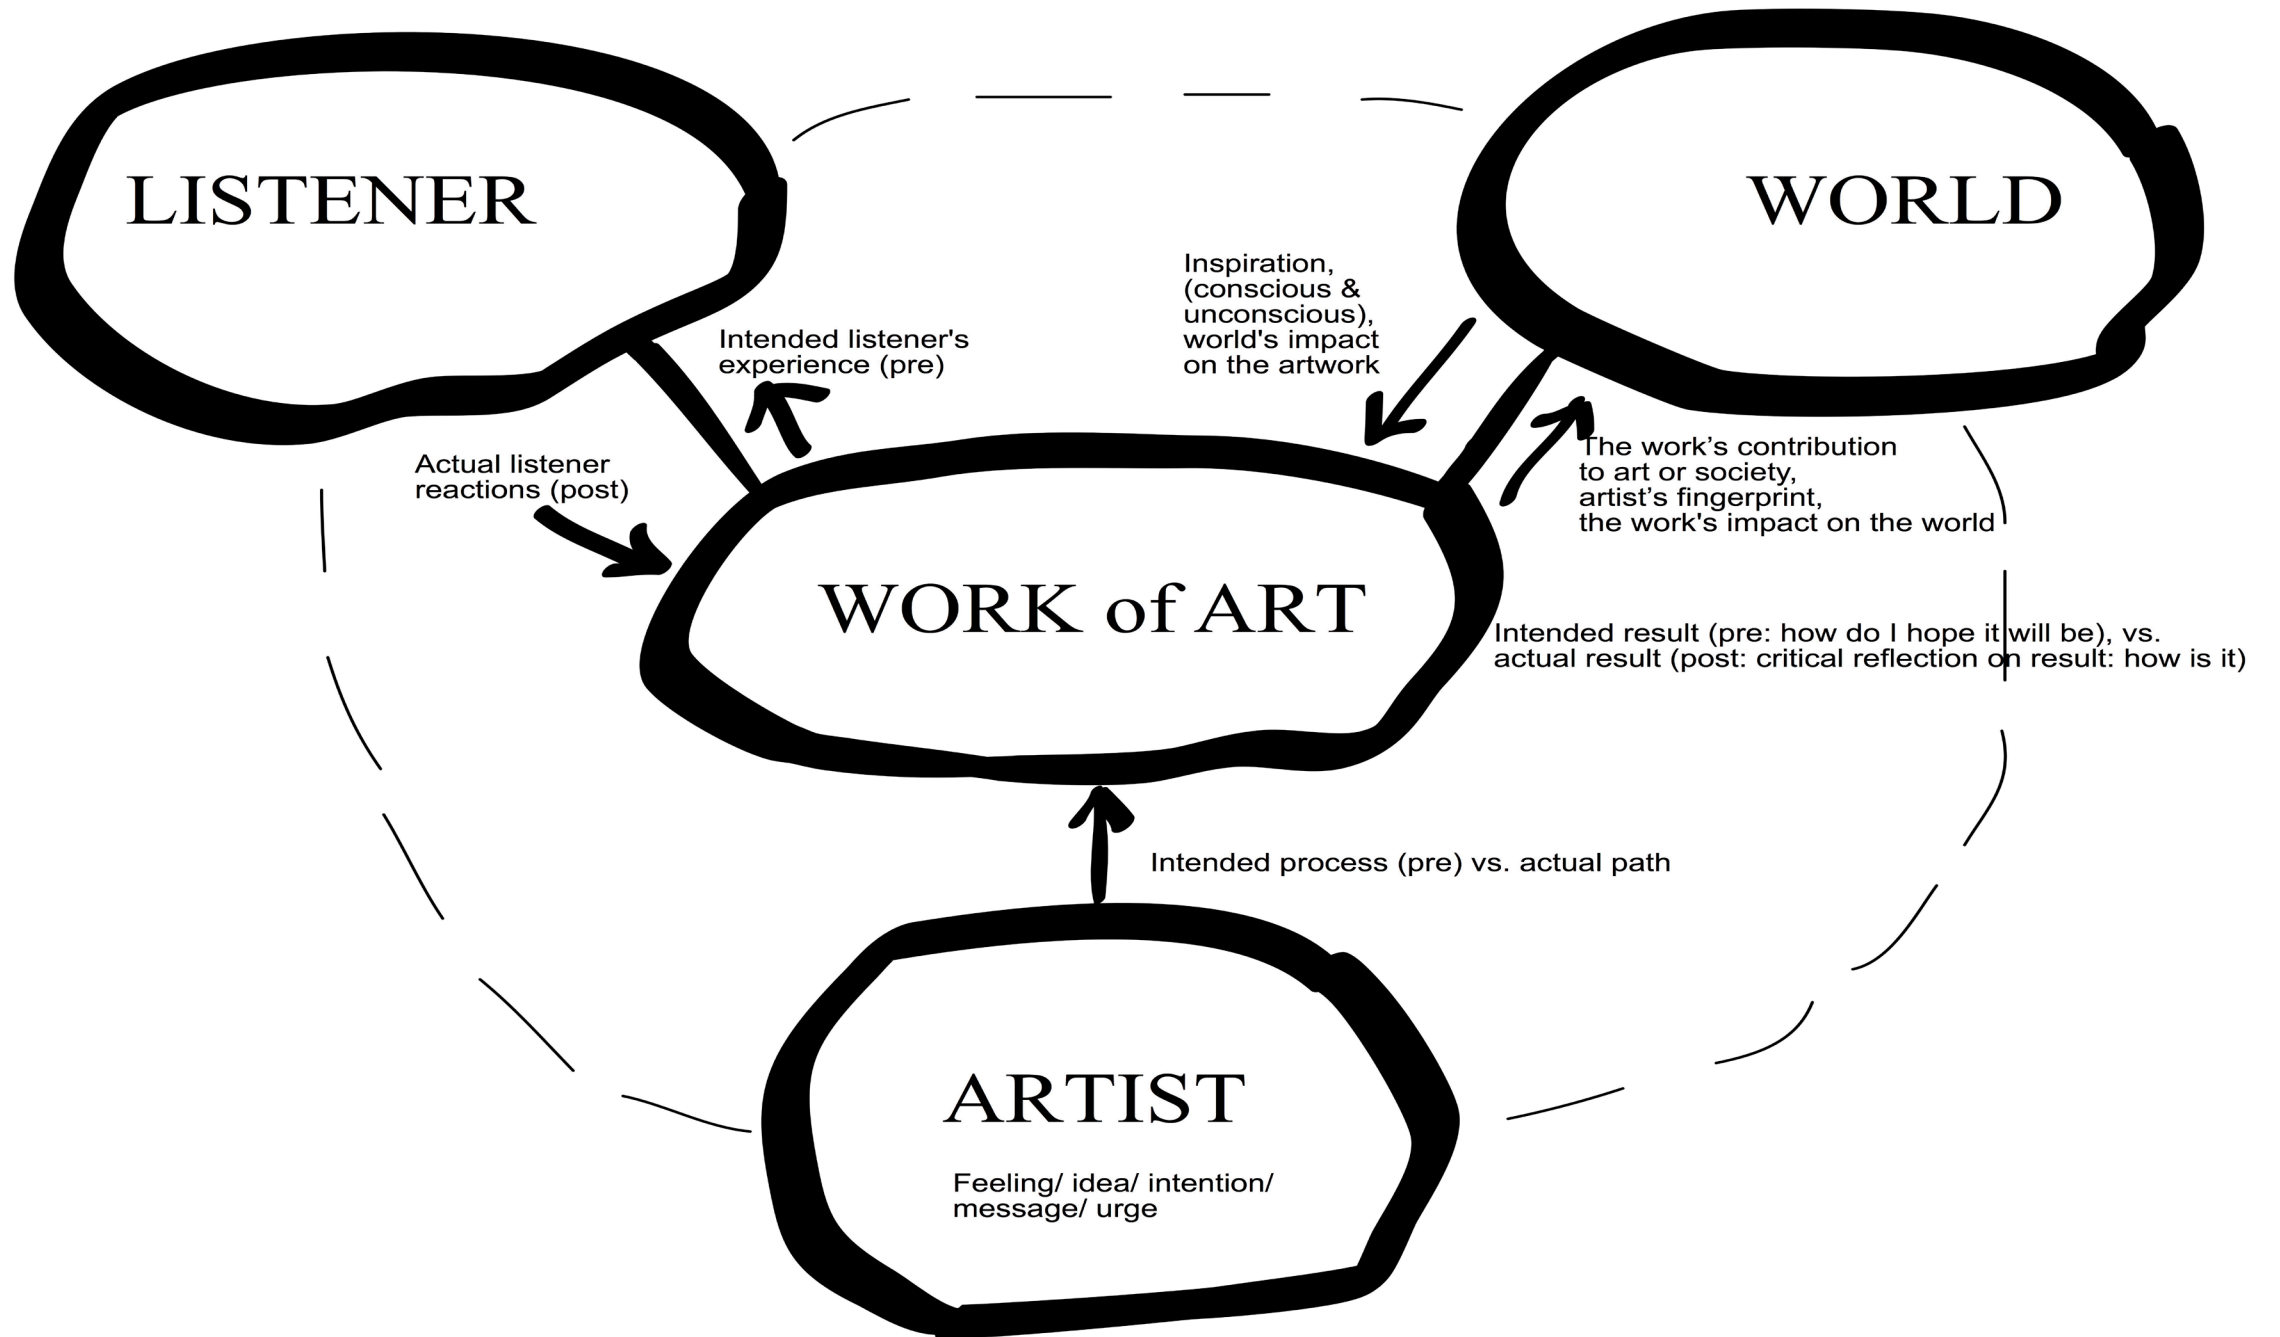 LISTENER
WORLD
Inspiration,
(conscious &
unconscious),
world's impact
on the artwork
Intended listener's
experience (pre)
Actual listener
reactions (post)
The work’s contribution
to art or society,
artist’s fingerprint,
the work's impact on the world
WORK of ART
Intended result (pre: how do I hope it will be), vs.
actual result (post: critical reflection on result: how is it)
Intended process (pre) vs. actual path
ARTIST
Feeling/ idea/ intention/
message/ urge